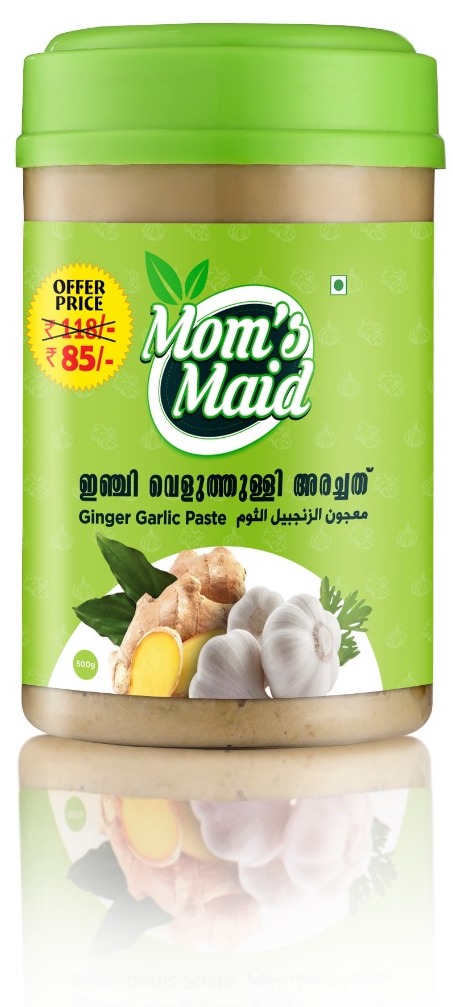 OFFER
PRICE
₹ 118/-
₹ 85/-
Mom's
Maid
ഇഞ്ചി വെളുത്തുള്ളി അരച്ചത്
Ginger Garlic Paste معجون الزنجبيل الثوم
500g